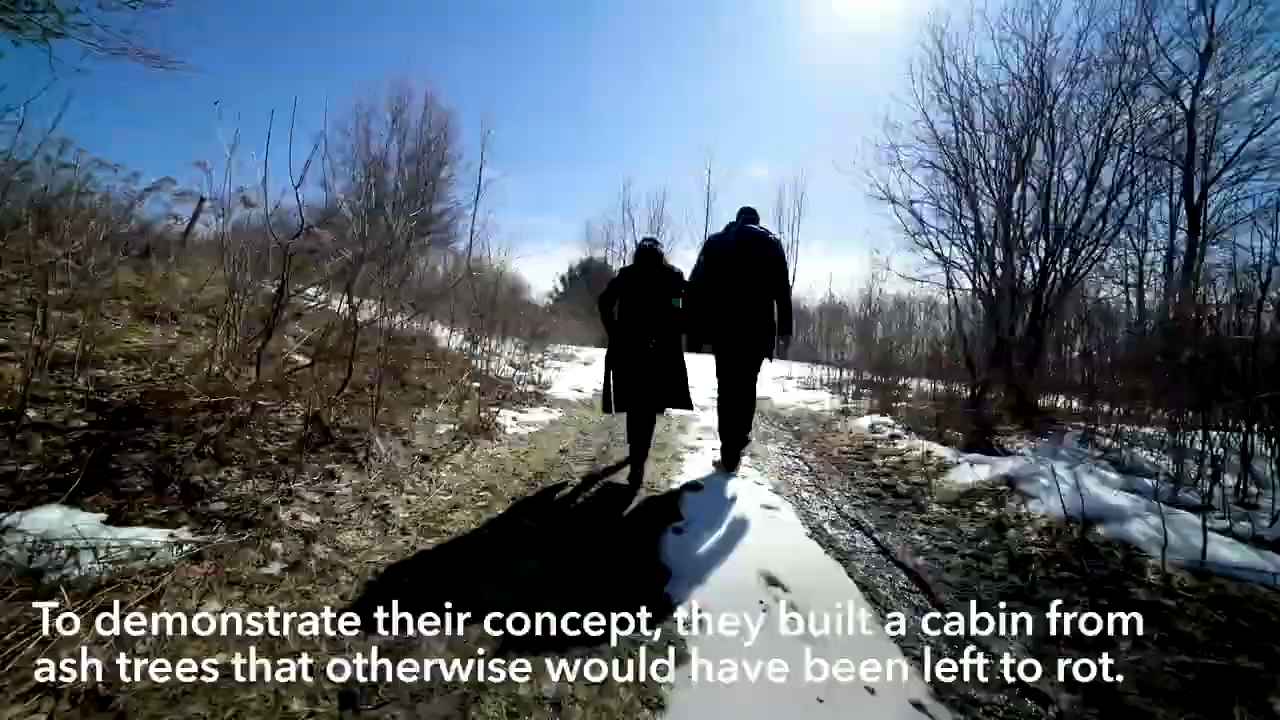 To demonstrate their concept, they built a cabin from
ash trees that otherwise would have been left to rot.